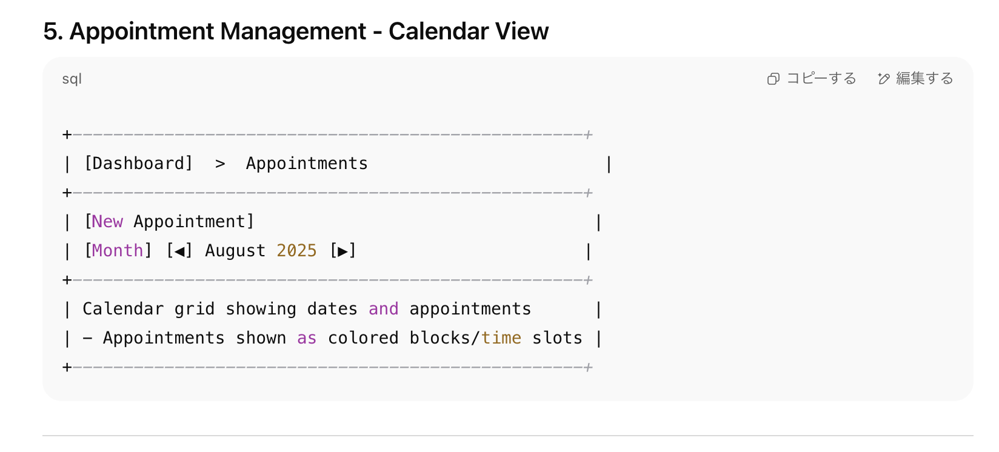 5. Appointment Management - Calendar View
sql
コピーする 編集する
+---------------------------------------------------+
| [Dashboard]  >  Appointments                       |
+---------------------------------------------------+
| [New Appointment]                                 |
| [Month] [◀] August 2025 [▶]                      |
+---------------------------------------------------+
| Calendar grid showing dates and appointments      |
| - Appointments shown as colored blocks/time slots |
+---------------------------------------------------+